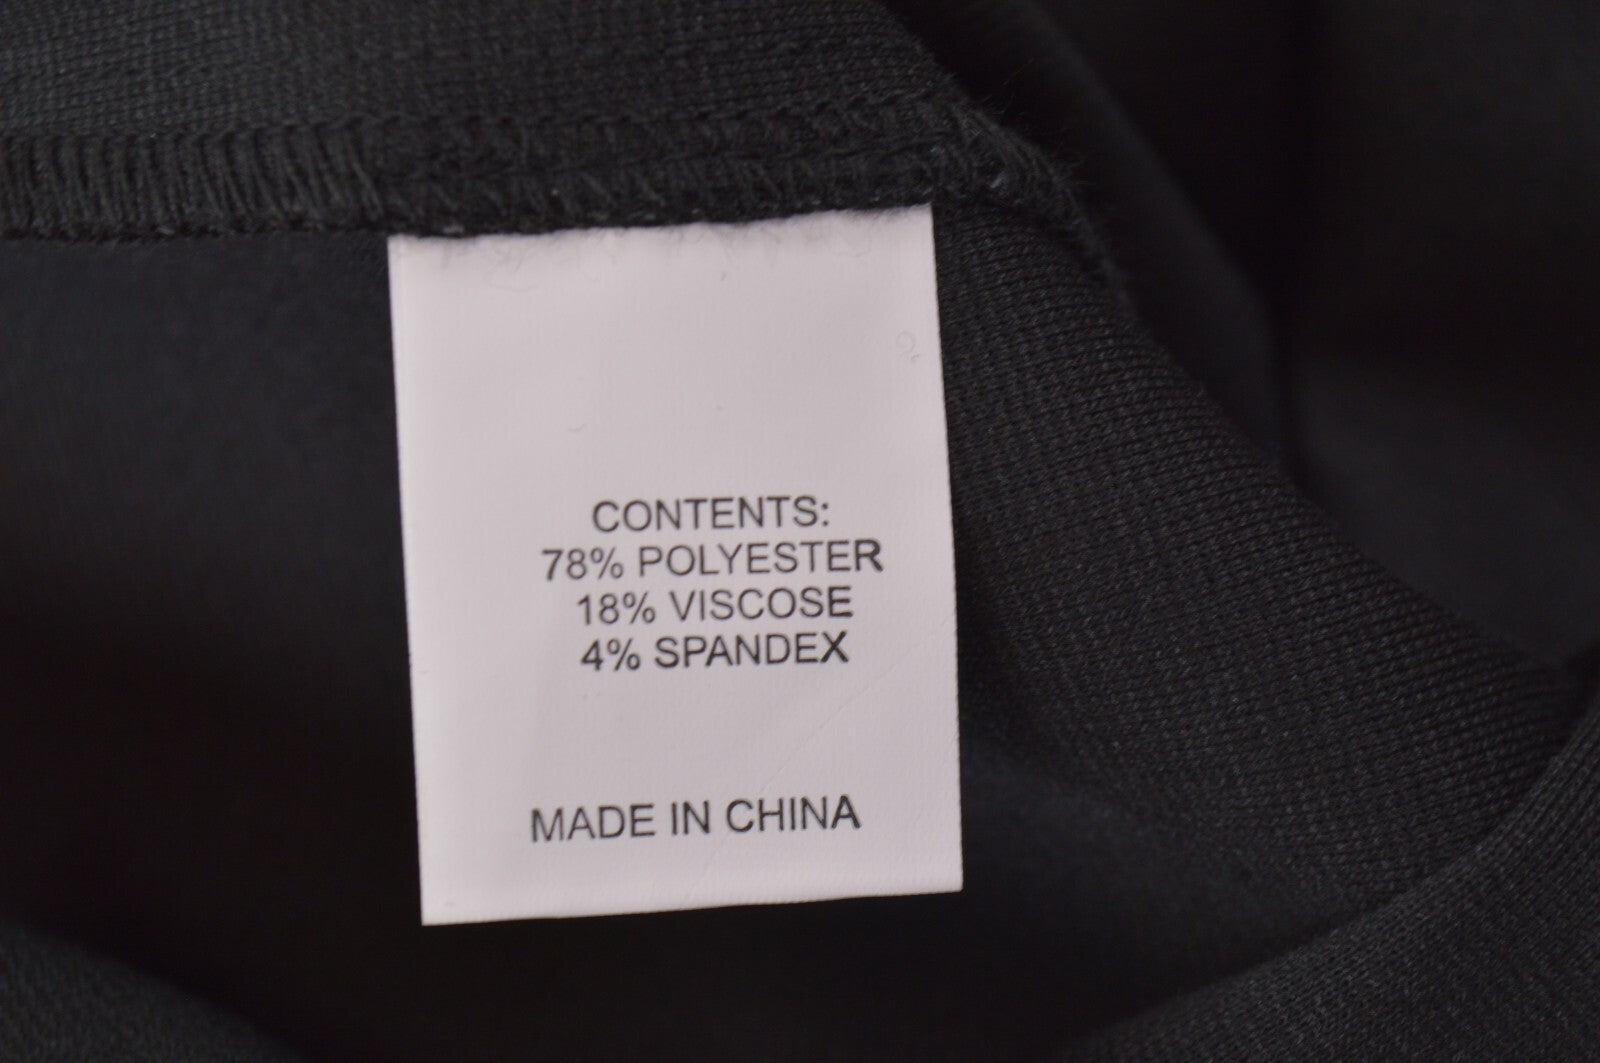 CONTENTS:
78% POLYESTER
18% VISCOSE
4% SPANDEX
MADE IN CHINA